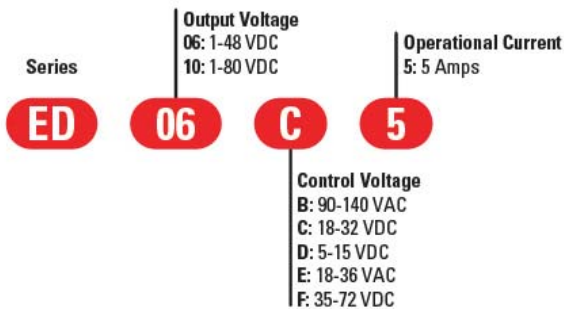 Output Voltage
06: 1-48 VDC
10: 1-80 VDC
Operational Current
5: 5 Amps
Series
ED
06
C
5
Control Voltage
B: 90-140 VAC
C: 18-32 VDC
D: 5-15 VDC
E: 18-36 VAC
F: 35-72 VDC